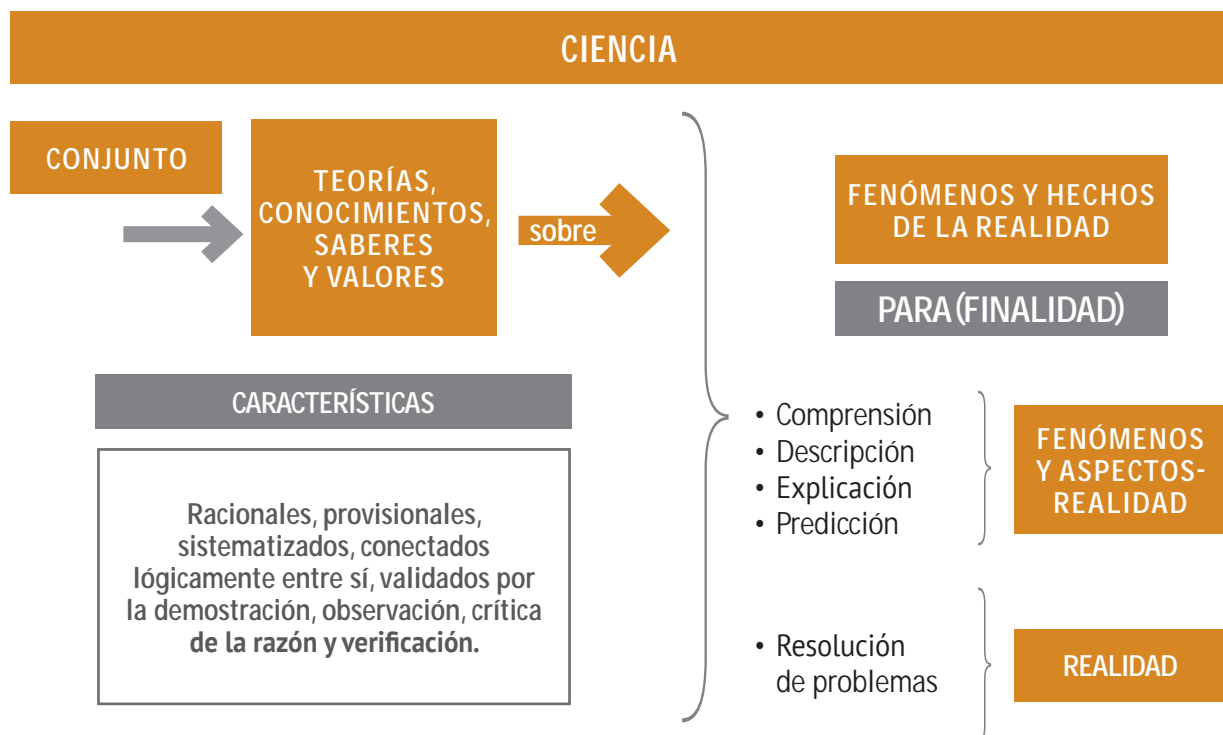 CIENCIA
CONJUNTO
TEORÍAS,
CONOCIMIENTOS,
SABERES
Y VALORES
sobre
CARACTERÍSTICAS
Racionales, provisionales,
sistematizados, conectados
lógicamente entre sí, validados por
la demostración, observación, crítica
de la razón y verificación.
FENÓMENOS Y HECHOS
DE LA REALIDAD
PARA (FINALIDAD)
• Comprensión
• Descripción
• Explicación
• Predicción
FENÓMENOS
Y ASPECTOS-
REALIDAD
• Resolución
de problemas
REALIDAD